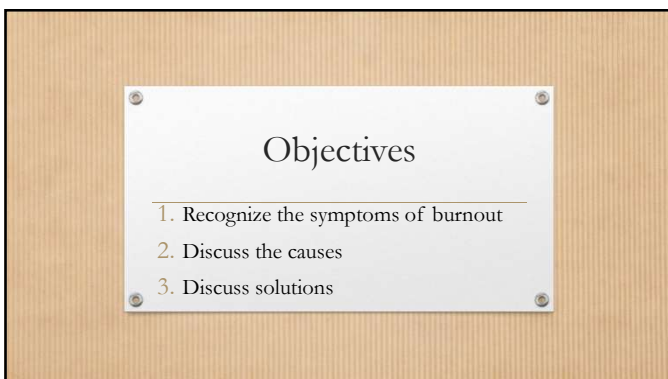 Objectives
1. Recognize the symptoms of burnout
2. Discuss the causes
3. Discuss solutions